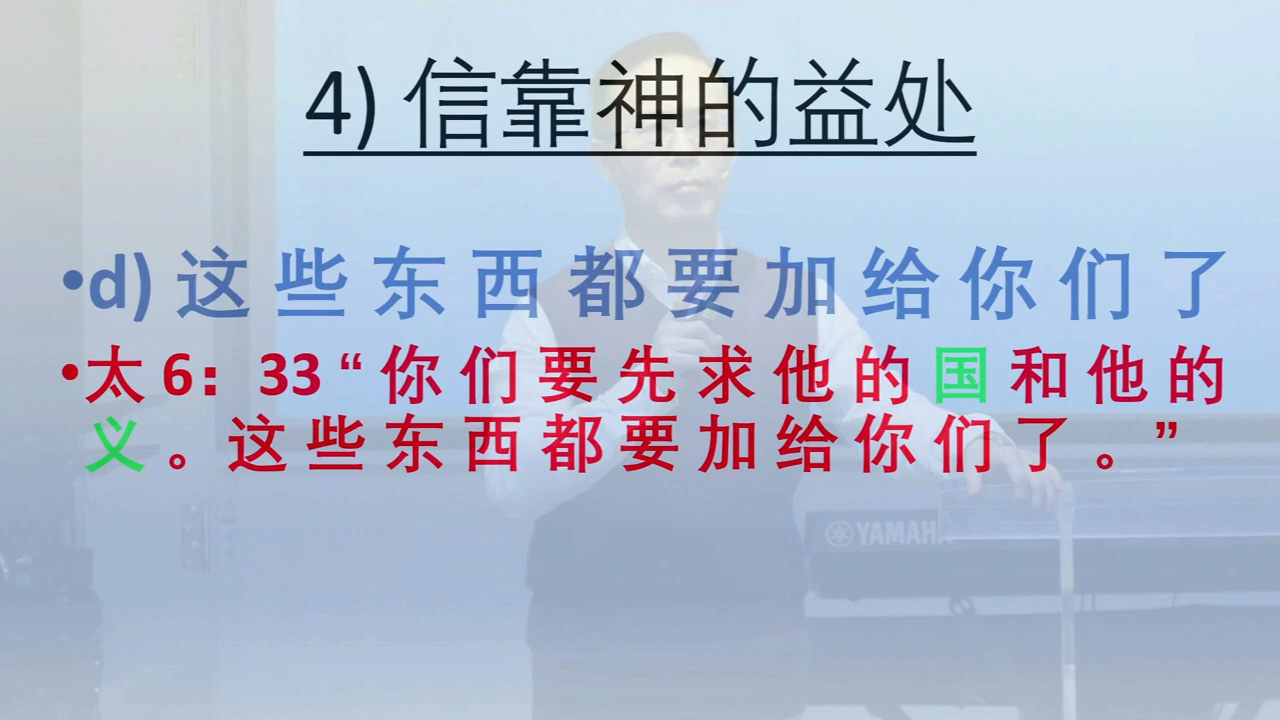 4) 信靠神的益处
•d) 这些东西都要加给你们了
•太 6：33 “你们要先求他的国和他的
义。这些东西都要加给你们了。”
YAMAHA